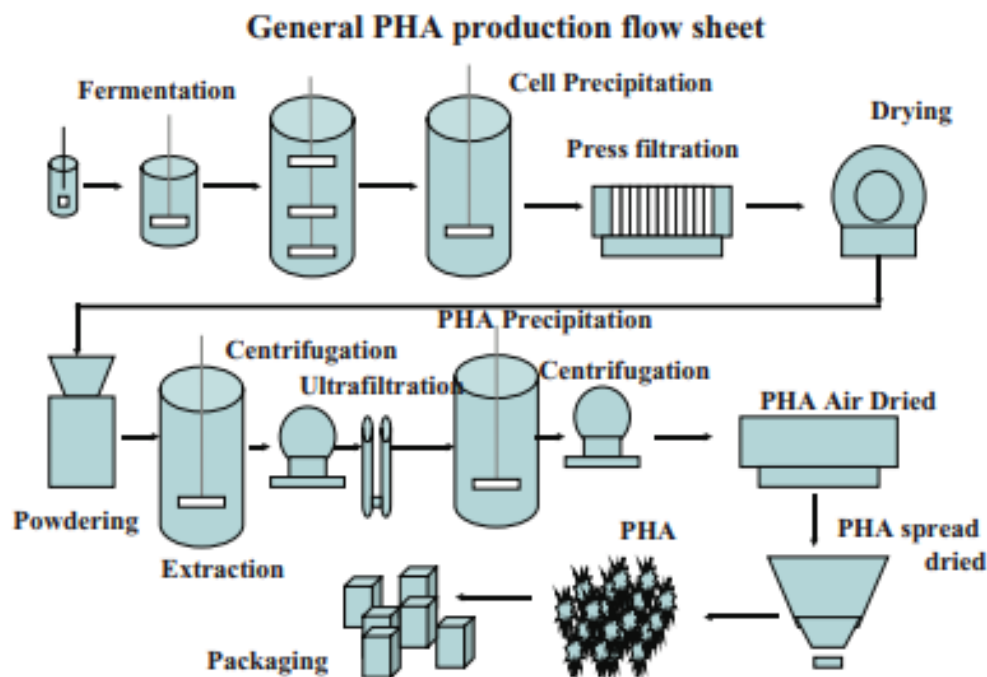 General PHA production flow sheet
Fermentation
Cell Precipitation
Drying
Press filtration
PHA Precipitation
Centrifugation
Ultrafiltration
Centrifugation
PHA Air Dried
Powdering
Extraction
PHA
PHA spread
dried
Packaging